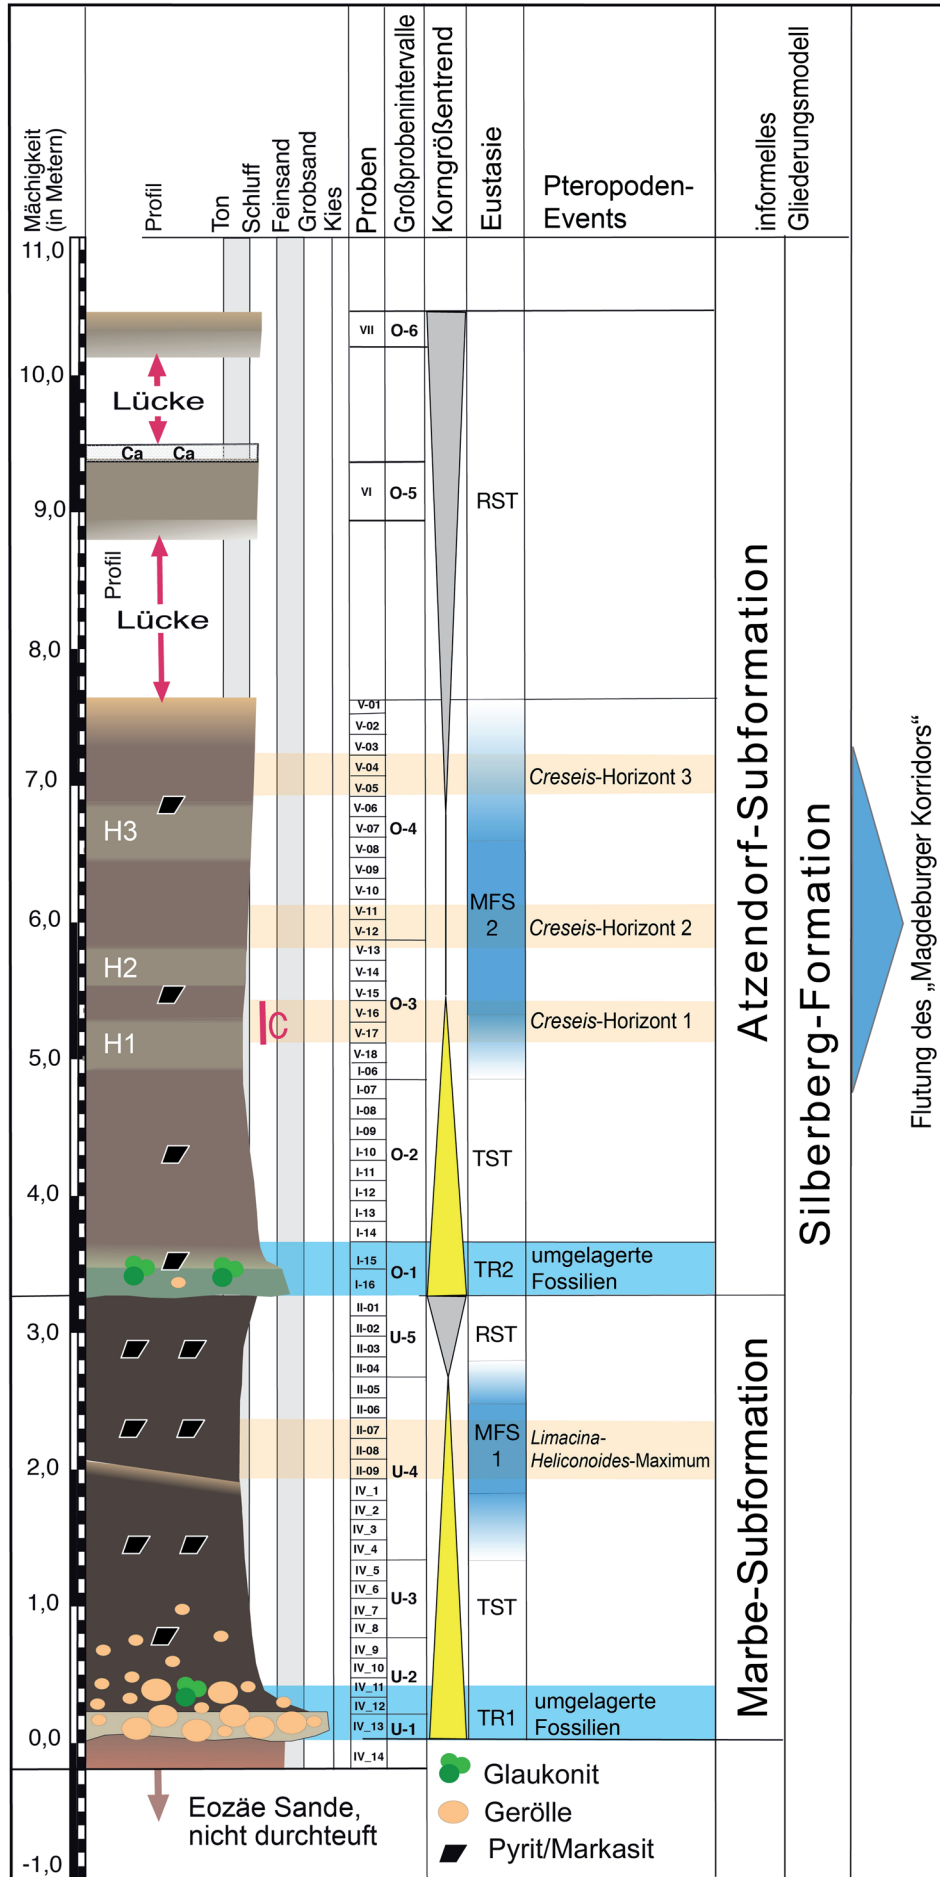 Mächigkeit
(in Metern)
Profil
Ton
Schluff
Feinsand
Grobsand
Kies
Proben
Großprobenintervalle
Korngrößentrend
Eustasie
Pteropoden-
Events
informelles
Gliederungsmodell
11,0
10,0
9,0
8,0
7,0
6,0
5,0
4,0
3,0
2,0
1,0
0,0
-1,0
Lücke
Ca Ca
Profil
Lücke
H3
H2
H1
C
VII
VI
V-01
V-02
V-03
V-04
V-05
V-06
V-07
V-08
V-09
V-10
V-11
V-12
V-13
V-14
V-15
V-16
V-17
V-18
I-06
I-07
I-08
I-09
I-10
I-11
I-12
I-13
I-14
I-15
I-16
II-01
II-02
II-03
II-04
II-05
II-06
II-07
II-08
II-09
IV_1
IV_2
IV_3
IV_4
IV_5
IV_6
IV_7
IV_8
IV_9
IV_10
IV_11
IV_12
IV_13
IV_14
O-6
O-5
O-4
O-3
O-2
O-1
U-5
U-4
U-3
U-2
U-1
RST
MFS
2
TST
TR2
RST
MFS
1
TST
TR1
Creseis-Horizont 3
Creseis-Horizont 2
Creseis-Horizont 1
umgelagerte
Fossilien
Limacina-
Heliconoides-Maximum
umgelagerte
Fossilien
Atzendorf-Subformation
Marbe-Subformation
Silberberg-Formation
Flutung des „Magdeburger Korridors“
Eozäe Sande,
nicht durchteuft
Glaukonit
Gerölle
Pyrit/Markasit